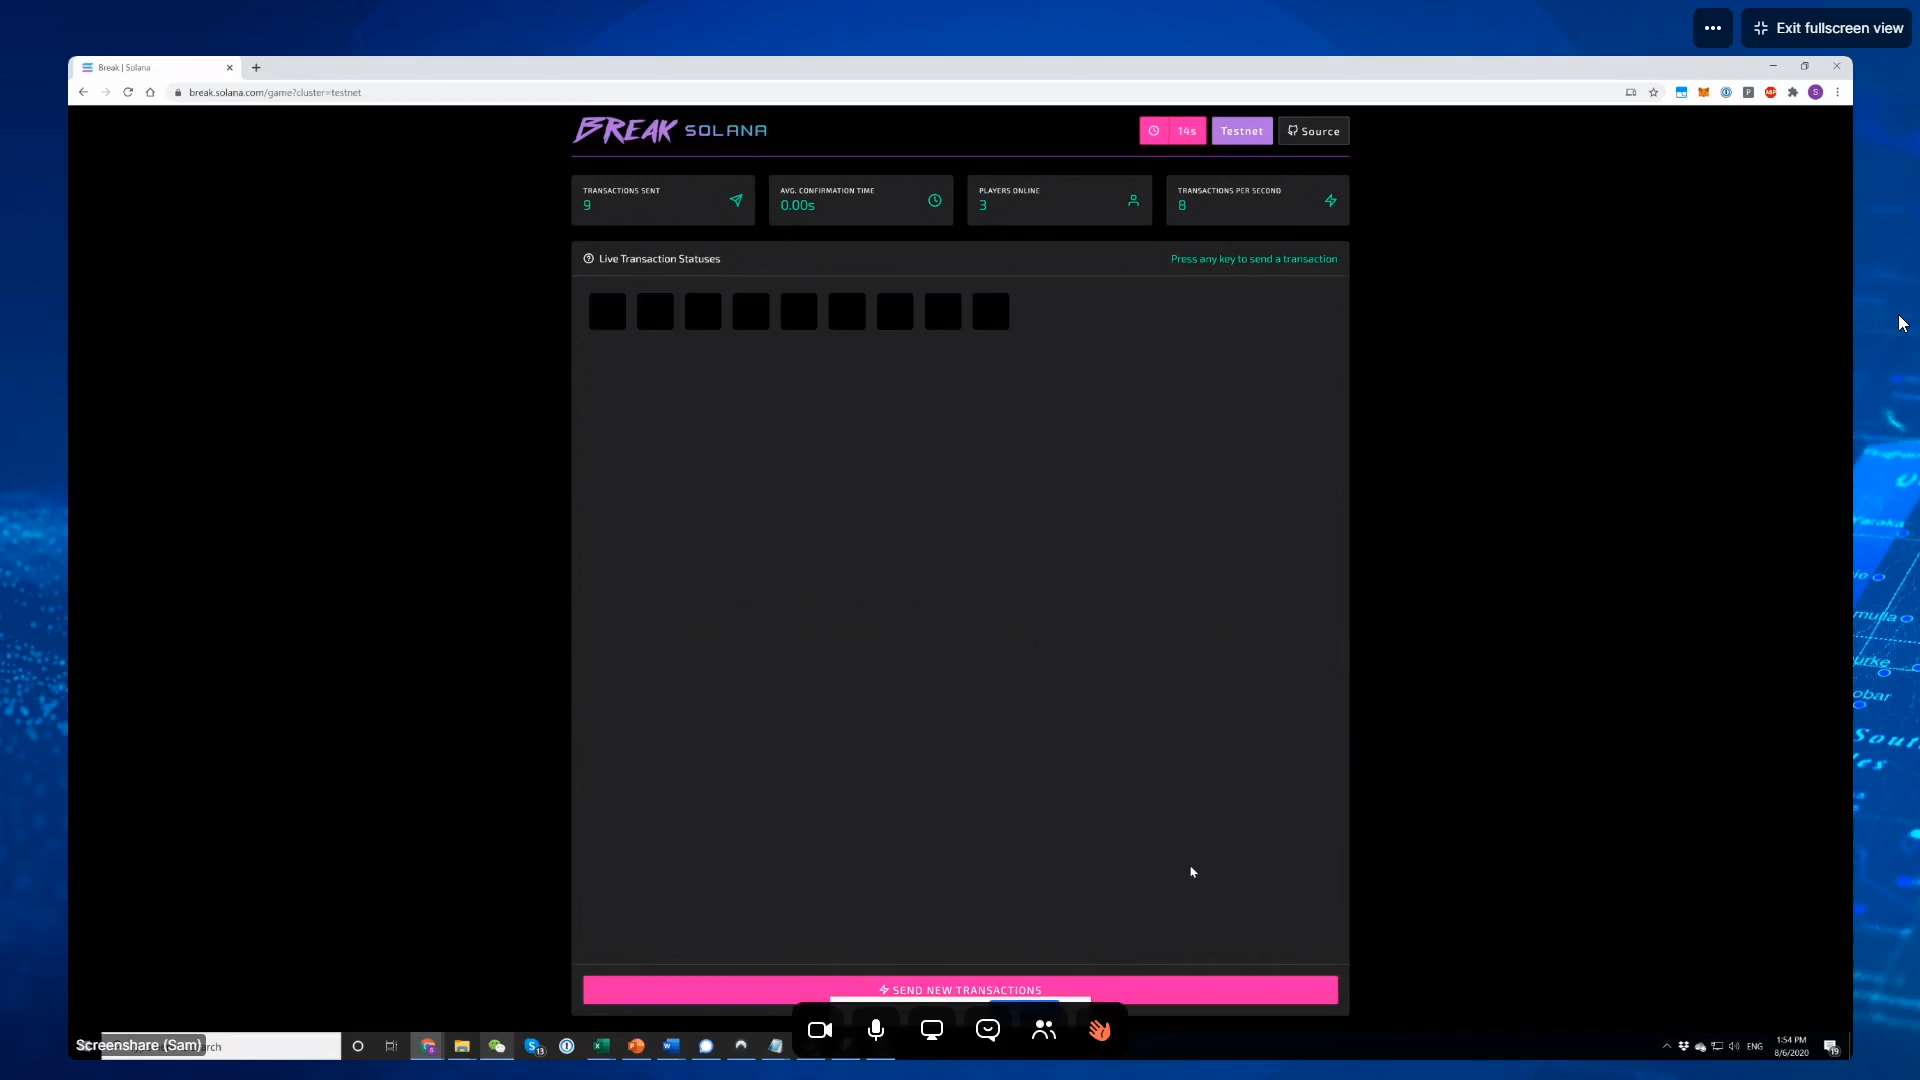 Exit fullscreen view
Break | Solana
break.solana.com/game?cluster=testnet
BREAK SOLANA
14s
Testnet
Source
TRANSACTIONS SENT
9
AVG. CONFIRMATION TIME
0.00s
PLAYERS ONLINE
3
TRANSACTIONS PER SECOND
8
Live Transaction Statuses
Press any key to send a transaction
SEND NEW TRANSACTIONS
Screenshare (Sam)
13
ENG
1:54 PM
8/6/2020
19